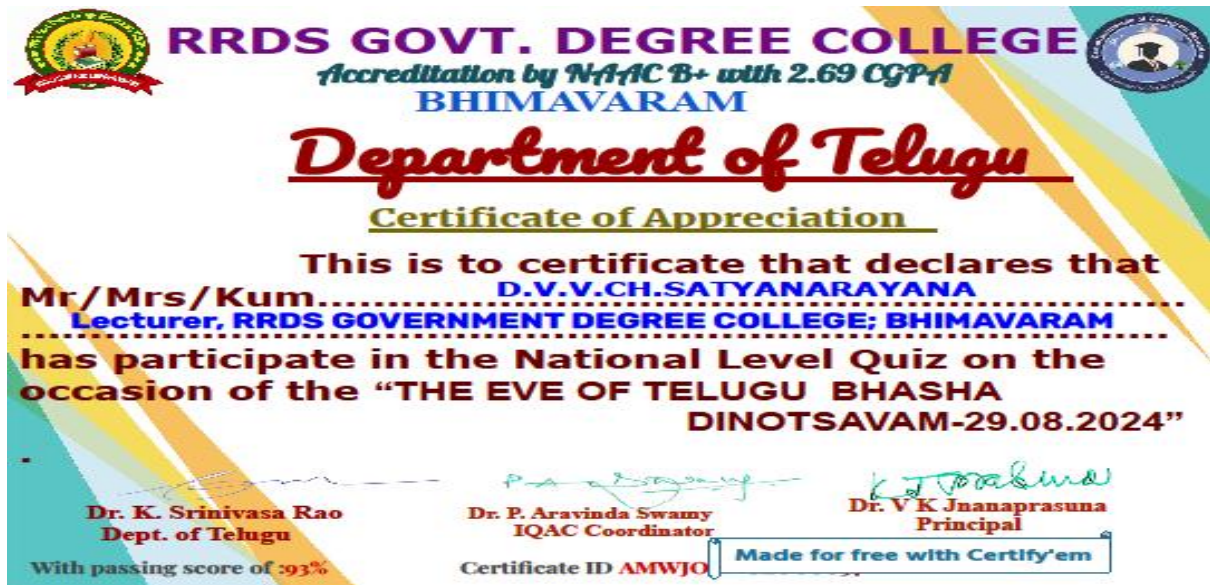 RRDS GOVT. DEGREE COLLEGE
Accreditation by NAAC B+ with 2.69 CGPA
BHIMAVARAM
Department of Telugu
Certificate of Appreciation
This is to certificate that declares that
Mr/Mrs/Kum.............D.V.V.CH.SATYANARAYANA.............
Lecturer, RRDS GOVERNMENT DEGREE COLLEGE; BHIMAVARAM
has participate in the National Level Quiz on the
occasion of the “THE EVE OF TELUGU BHASHA
DINOTSAVAM-29.08.2024”
.
Dr. K. Srinivasa Rao
Dept. of Telugu
Dr. P. Aravinda Swamy
IQAC Coordinator
Dr. V K Jnanaprasuna
Principal
With passing score of :93%
Certificate ID AMWJO
Made for free with Certify'em